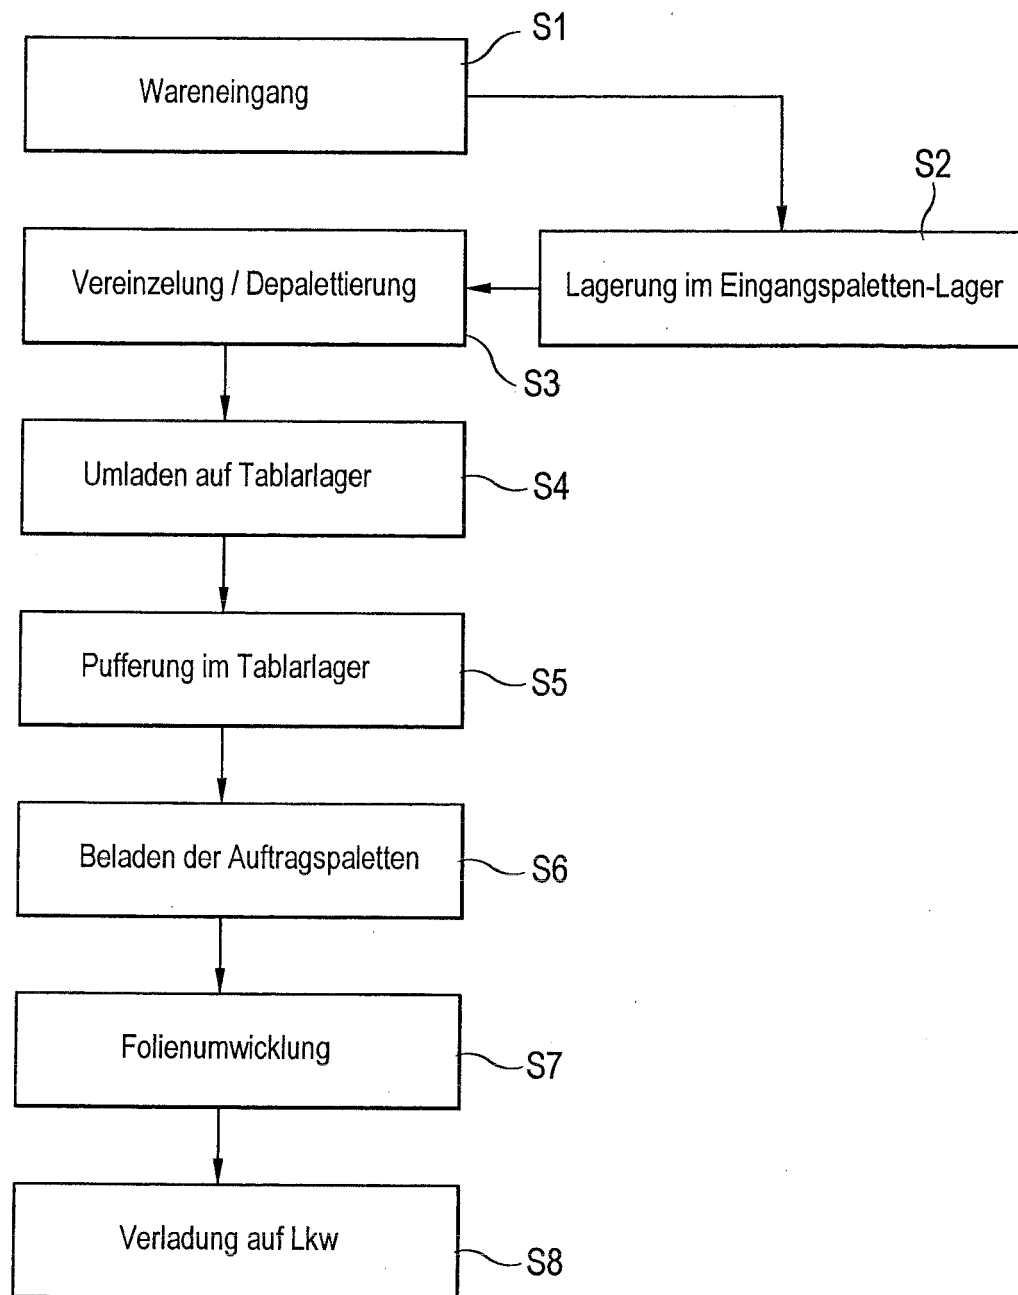 S1
Wareneingang
S2
Lagerung im Eingangspaletten-Lager
Vereinzelung / Depalettierung
S3
Umladen auf Tablarlager
S4
Pufferung im Tablarlager
S5
Beladen der Auftragspaletten
S6
Folienumwicklung
S7
Verladung auf Lkw
S8